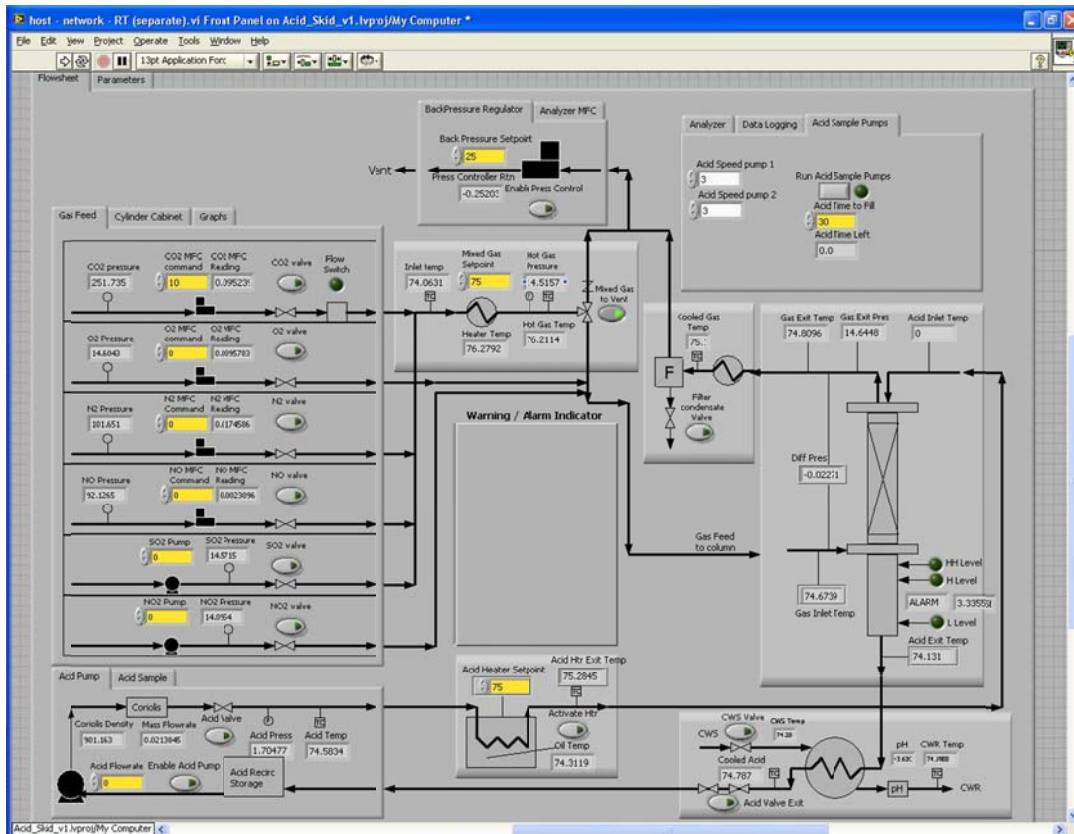 host - network - RT (separate).vi Front Panel on Acid_Skid_v1.lvproj/My Computer *
File Edit View Project Operate Tools Window Help
13pt Application Font
Flowsheet Parameters
BackPressure Regulator Analyzer MFC
Back Pressure Setpoint
25
Vent
Press Controller Rtn
-0.25203
Enable Press Control
Analyzer Data Logging Acid Sample Pumps
Acid Speed pump 1
3
Acid Speed pump 2
3
Run Acid Sample Pumps
Acid Time to Fill
30
Acid Time Left
0.0
Gas Feed Cylinder Cabinet Graphs
CO2 pressure
251.735
CO2 MFC command
10
Reading
CO2 valve
Flow Switch
O2 Pressure
14.6043
O2 MFC command
0
O2 MFC Reading
0.095783
O2 valve
N2 Pressure
101.651
N2 MFC Command
0
N2 MFC Reading
0.0174586
N2 valve
NO Pressure
92.1265
NO MFC Command
0
NO MFC Reading
0.0023096
NO valve
SO2 Pump
0
SO2 Pressure
14.5715
SO2 valve
NO2 Pump
0
NO2 Pressure
NO2 valve
Inlet temp
74.0631
TC
Mixed Gas Setpoint
75
Heater Temp
76.2792
Hot Gas Pressure
4.5157
TC
Hot Gas Temp
76.2114
Mixed Gas to Vent
Cooled Gas Temp
75.
TC
F
Filter condensate Valve
Warning / Alarm Indicator
Gas Feed to column
Gas Exit Temp
74.8096
Gas Exit Pres
14.6448
Acid Inlet Temp
0
Diff Pres
-0.02271
74.6739
Gas Inlet Temp
HH Level
H Level
ALARM
L Level
Acid Exit Temp
74.131
Acid Pump Acid Sample
Coriolis
Coriolis Density
901.163
Mass Flowrate
0.0213845
Acid Valve
Acid Press
1.70477
TC
Acid Temp
74.5834
Acid Flowrate
0
Enable Acid Pump
Acid Recirc Storage
Acid Heater Setpoint
75
Acid Htr Exit Temp
75.2845
TC
Activate Htr
Oil Temp
74.3119
CWS Valve
CWS Temp
CWS
Cooled Acid
74.787
TC
Acid Valve Exit
pH
pH
CWR Temp
TC
CWR
Acid_Skid_v1.lvproj/My Computer